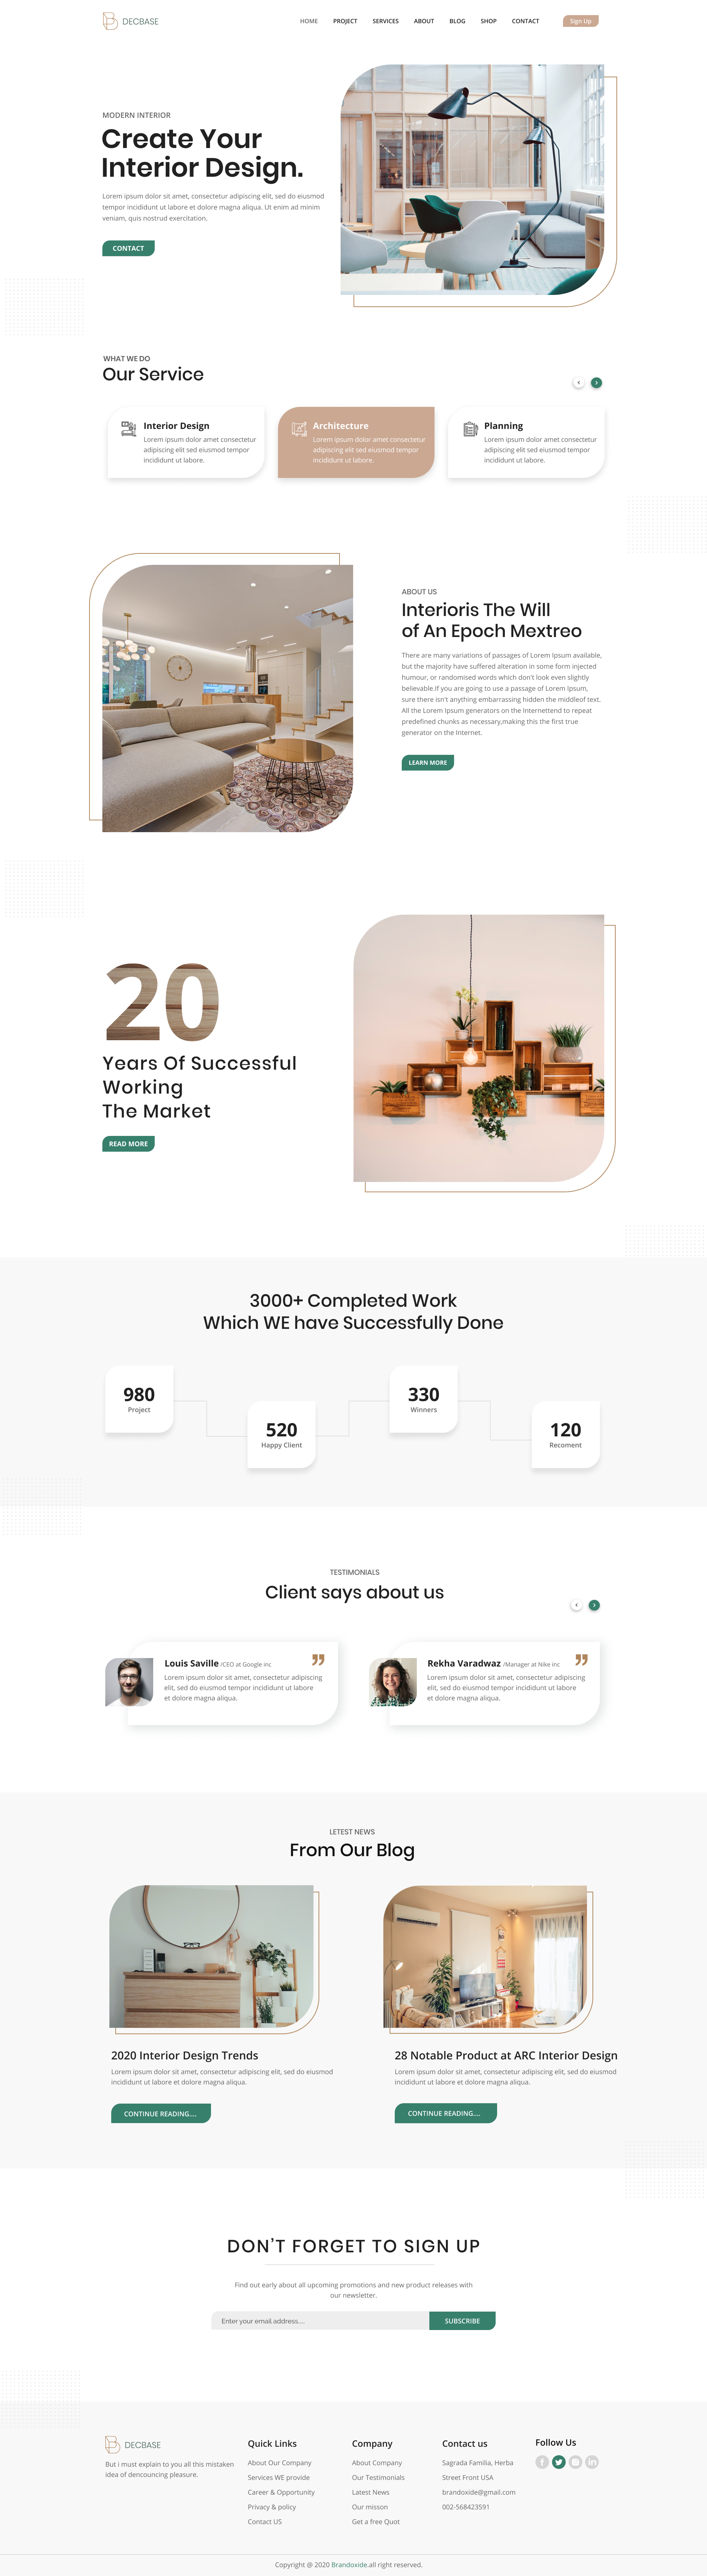 DECBASE
HOME PROJECT SERVICES ABOUT BLOG SHOP CONTACT Sign Up
MODERN INTERIOR
Create Your
Interior Design.
Lorem ipsum dolor sit amet, consectetur adipiscing elit, sed do eiusmod
tempor incididunt ut labore et dolore magna aliqua. Ut enim ad minim
veniam, quis nostrud exercitation.
CONTACT
WHAT WE DO
Our Service
Interior Design
Lorem ipsum dolor amet consectetur
adipiscing elit sed eiusmod tempor
incididunt ut labore.
Architecture
Lorem ipsum dolor amet consectetur
adipiscing elit sed eiusmod tempor
incididunt ut labore.
Planning
Lorem ipsum dolor amet consectetur
adipiscing elit sed eiusmod tempor
incididunt ut labore.
ABOUT US
Interioris The Will
of An Epoch Mextreo
There are many variations of passages of Lorem Ipsum available,
but the majority have suffered alteration in some form injected
humour, or randomised words which don't look even slightly
believable.If you are going to use a passage of Lorem Ipsum,
sure there isn't anything embarrassing hidden the middleof text.
All the Lorem Ipsum generators on the Internettend to repeat
predefined chunks as necessary,making this the first true
generator on the Internet.
LEARN MORE
20
Years Of Successful
Working
The Market
READ MORE
3000+ Completed Work
Which WE have Successfully Done
980
Project
520
Happy Client
330
Winners
120
Recoment
TESTIMONIALS
Client says about us
Louis Saville /CEO at Google inc
Lorem ipsum dolor sit amet, consectetur adipiscing
elit, sed do eiusmod tempor incididunt ut labore
et dolore magna aliqua.
Rekha Varadwaz /Manager at Nike inc
Lorem ipsum dolor sit amet, consectetur adipiscing
elit, sed do eiusmod tempor incididunt ut labore
et dolore magna aliqua.
LETEST NEWS
From Our Blog
2020 Interior Design Trends
Lorem ipsum dolor sit amet, consectetur adipiscing elit, sed do eiusmod
incididunt ut labore et dolore magna aliqua.
CONTINUE READING....
28 Notable Product at ARC Interior Design
Lorem ipsum dolor sit amet, consectetur adipiscing elit, sed do eiusmod
incididunt ut labore et dolore magna aliqua.
CONTINUE READING....
DON'T FORGET TO SIGN UP
Find out early about all upcoming promotions and new product releases with
our newsletter.
Enter your email address....
SUBSCRIBE
DECBASE
But i must explain to you all this mistaken
idea of dencouncing pleasure.
Quick Links
About Our Company
Services WE provide
Career & Opportunity
Privacy & policy
Contact US
Company
About Company
Our Testimonials
Latest News
Our misson
Get a free Quot
Contact us
Sagrada Familia, Herba
Street Front USA
brandoxide@gmail.com
002-568423591
Follow Us
Copyright @ 2020 Brandoxide.all right reserved.